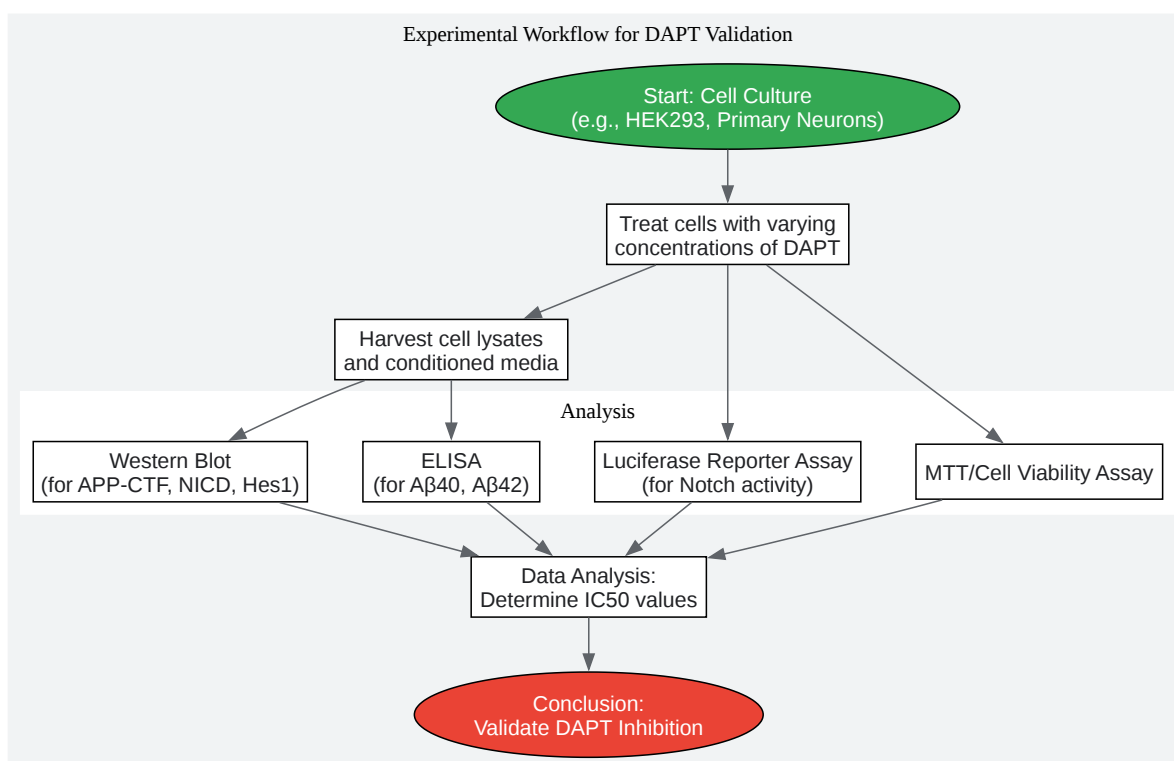 Experimental Workflow for DAPT Validation
Start: Cell Culture
(e.g., HEK293, Primary Neurons)
Treat cells with varying
concentrations of DAPT
Harvest cell lysates
and conditioned media
Analysis
Western Blot
(for APP-CTF, NICD, Hes1)
ELISA
(for Aβ40, Aβ42)
Luciferase Reporter Assay
(for Notch activity)
MTT/Cell Viability Assay
Data Analysis:
Determine IC50 values
Conclusion:
Validate DAPT Inhibition